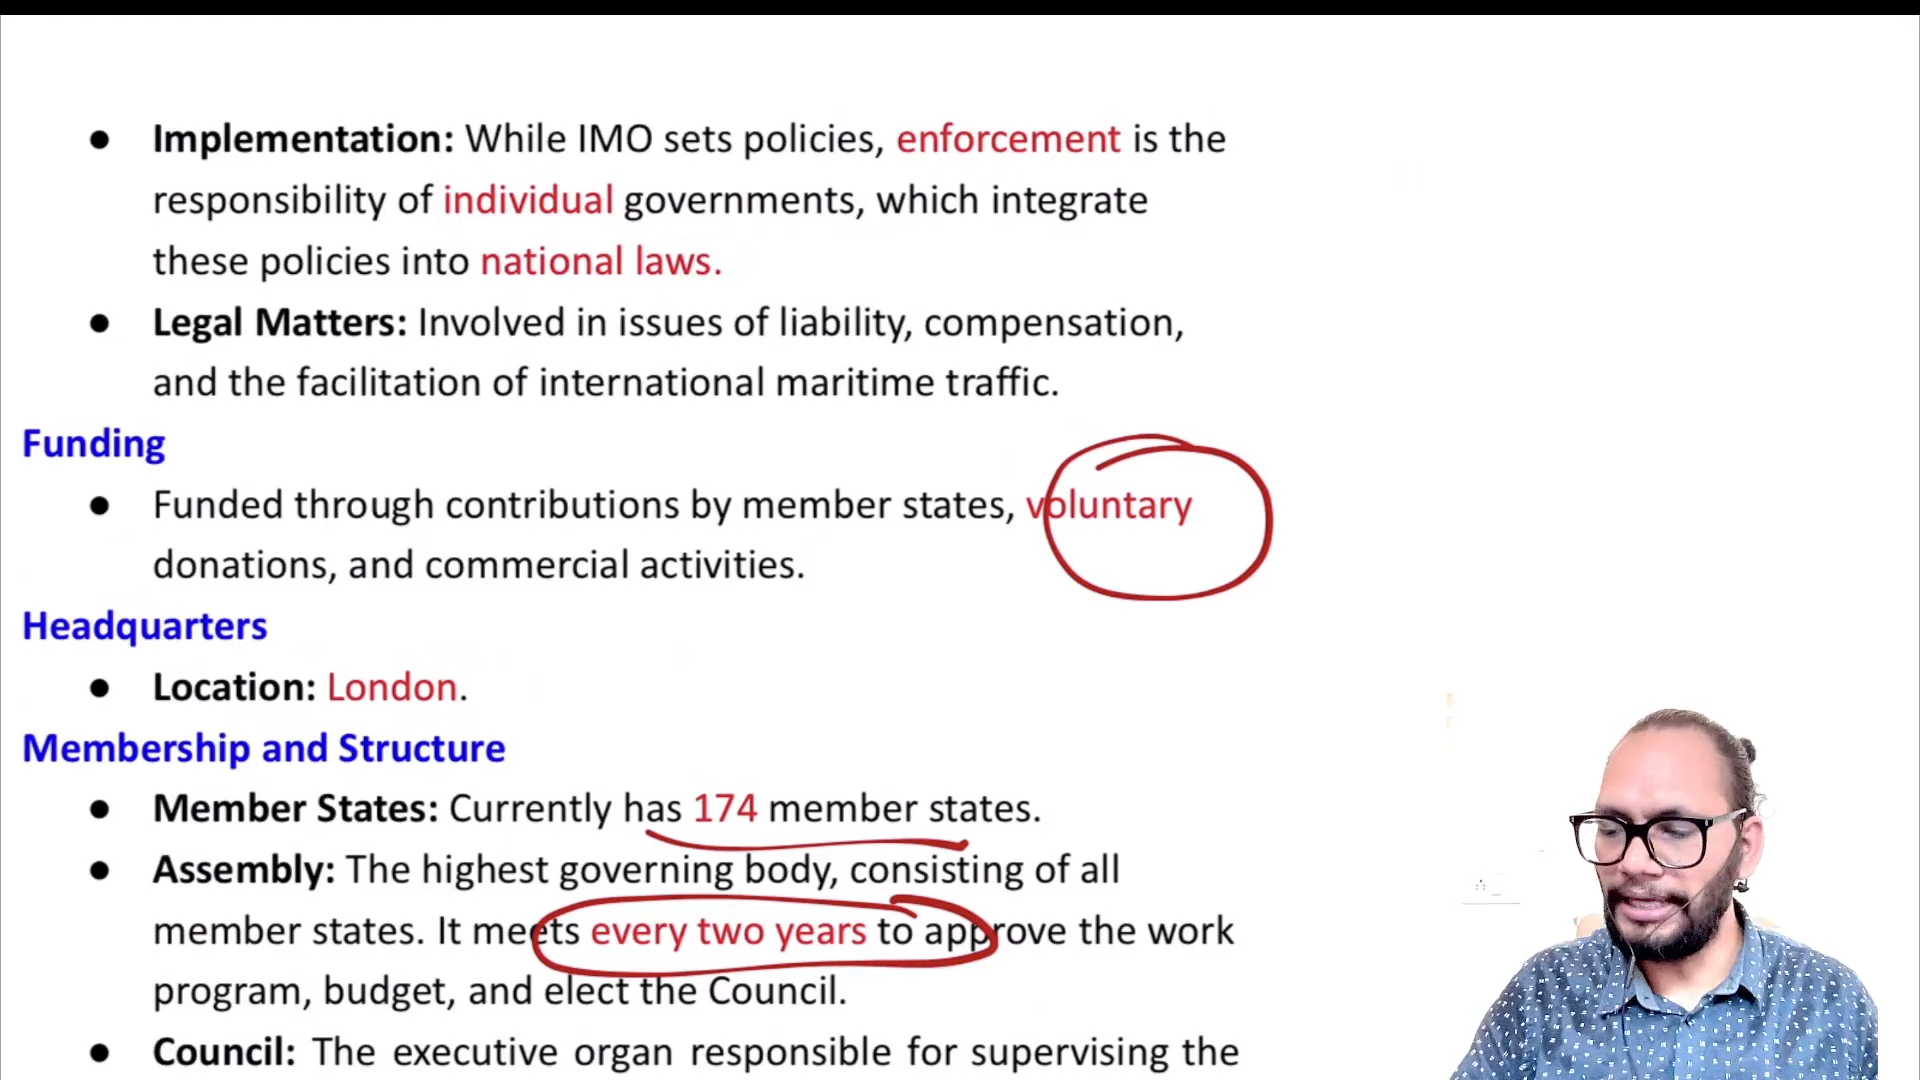 ● Implementation: While IMO sets policies, enforcement is the
responsibility of individual governments, which integrate
these policies into national laws.
● Legal Matters: Involved in issues of liability, compensation,
and the facilitation of international maritime traffic.
Funding
● Funded through contributions by member states, voluntary
donations, and commercial activities.
Headquarters
● Location: London.
Membership and Structure
● Member States: Currently has 174 member states.
● Assembly: The highest governing body, consisting of all
member states. It meets every two years to approve the work
program, budget, and elect the Council.
● Council: The executive organ responsible for supervising the